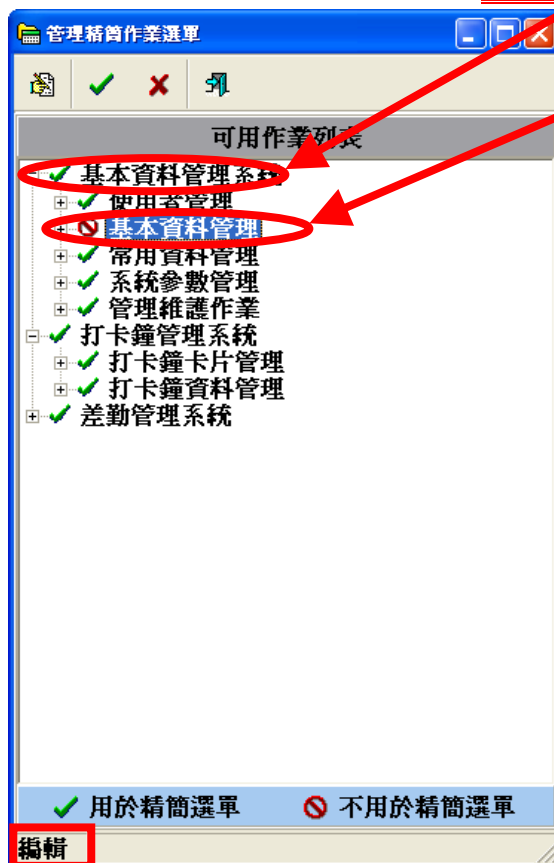 管理精簡作業選單
可用作業列表
基本資料管理系統
使用者管理
基本資料管理
常用資料管理
系統參數管理
管理維護作業
打卡鐘管理系統
打卡鐘卡片管理
打卡鐘資料管理
差勤管理系統
用於精簡選單 不用於精簡選單
編輯